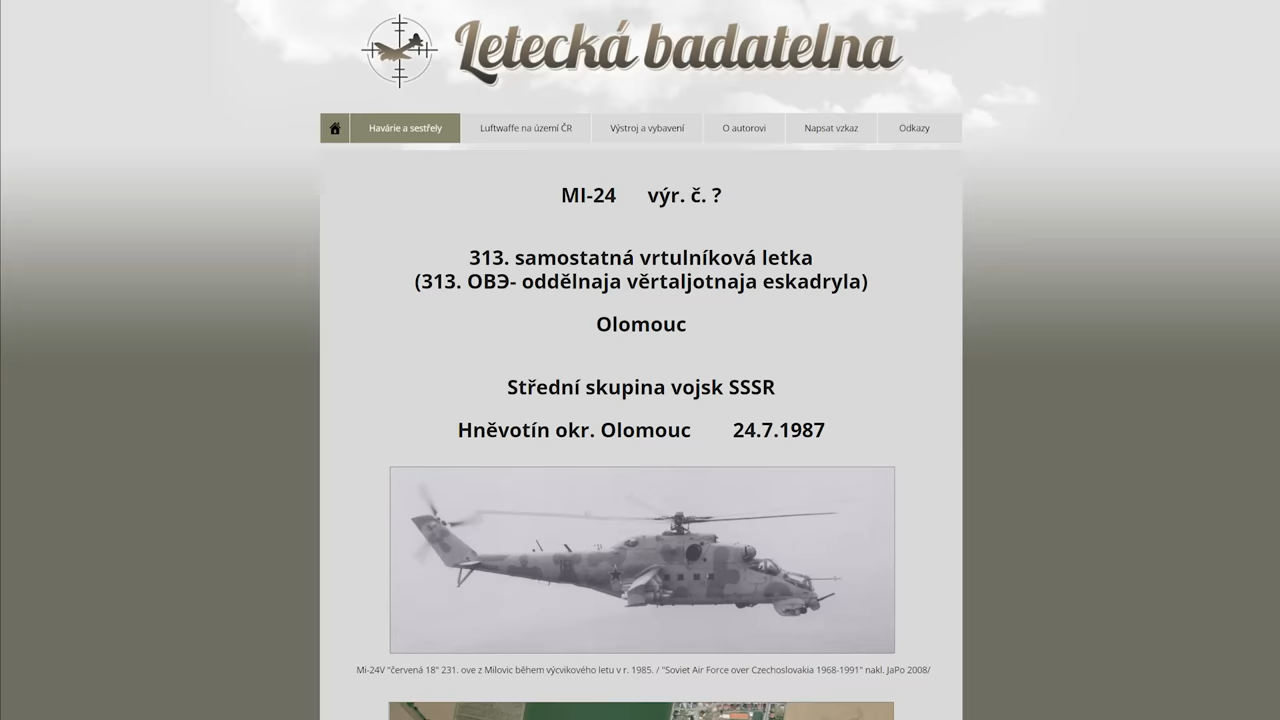 Letecká badatelna
Havárie a sestřely
Luftwaffe na území ČR
Výstroj a vybavení
O autorovi
Napsat vzkaz
Odkazy
MI-24 výr. č. ?
313. samostatná vrtulníková letka
(313. ОВЭ- oddělnaja věrtaljotnaja eskadryla)
Olomouc
Střední skupina vojsk SSSR
Hněvotín okr. Olomouc 24.7.1987
Mi-24V "červená 18" 231. ove z Milovic během výcvikového letu v r. 1985. / "Soviet Air Force over Czechoslovakia 1968-1991" nakl. JaPo 2008/